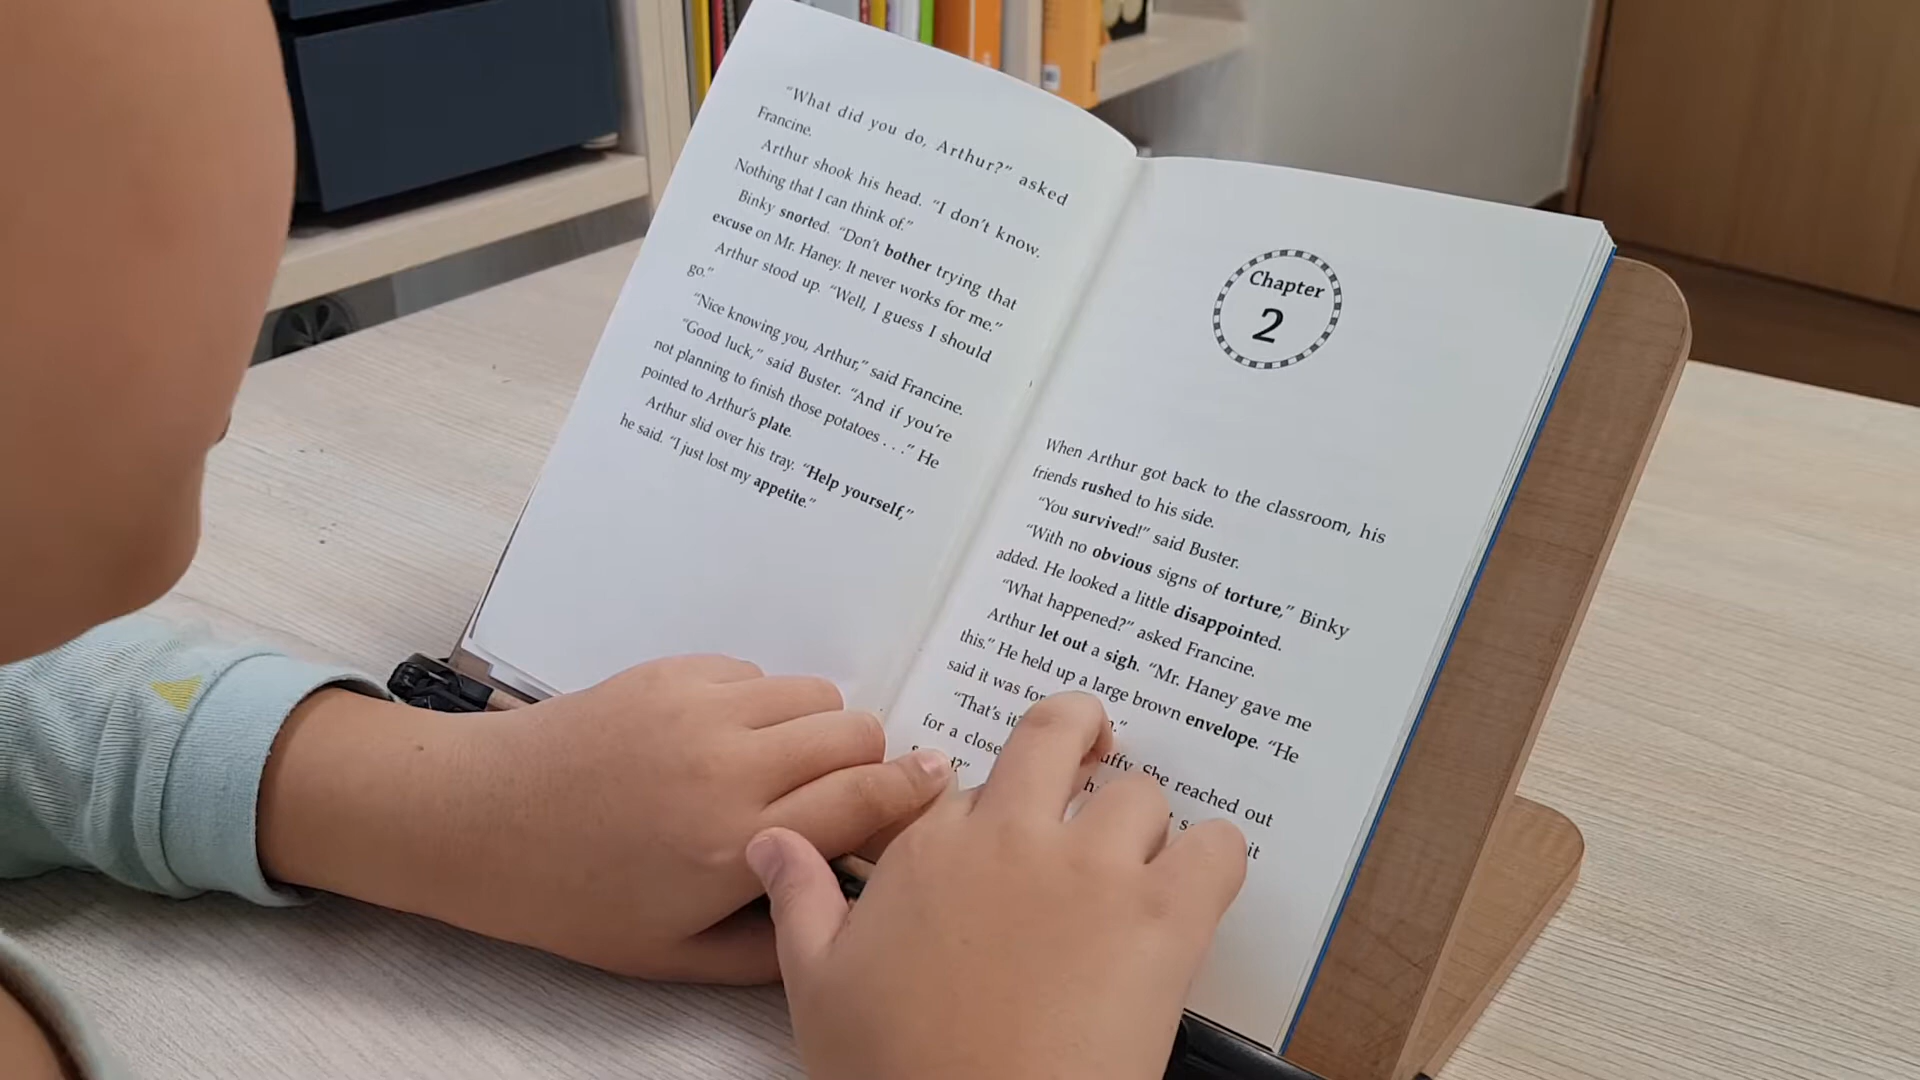 "What did you do, Arthur?" asked
Francine.
Arthur shook his head. "I don't know.
Nothing that I can think of."
Binky snorted. "Don't bother trying that
excuse on Mr. Haney. It never works for me."
Arthur stood up. "Well, I guess I should
go."
"Nice knowing you, Arthur," said Francine.
"Good luck," said Buster. "And if you're
not planning to finish those potatoes . . ." He
pointed to Arthur's plate.
Arthur slid over his tray. "Help yourself,"
he said. "I just lost my appetite."
Chapter
2
When Arthur got back to the classroom, his
friends rushed to his side.
"You survived!" said Buster.
"With no obvious signs of torture," Binky
added. He looked a little disappointed.
"What happened?" asked Francine.
Arthur let out a sigh. "Mr. Haney gave me
this." He held up a large brown envelope. "He
said it was for
"That's it She reached out
for a close it